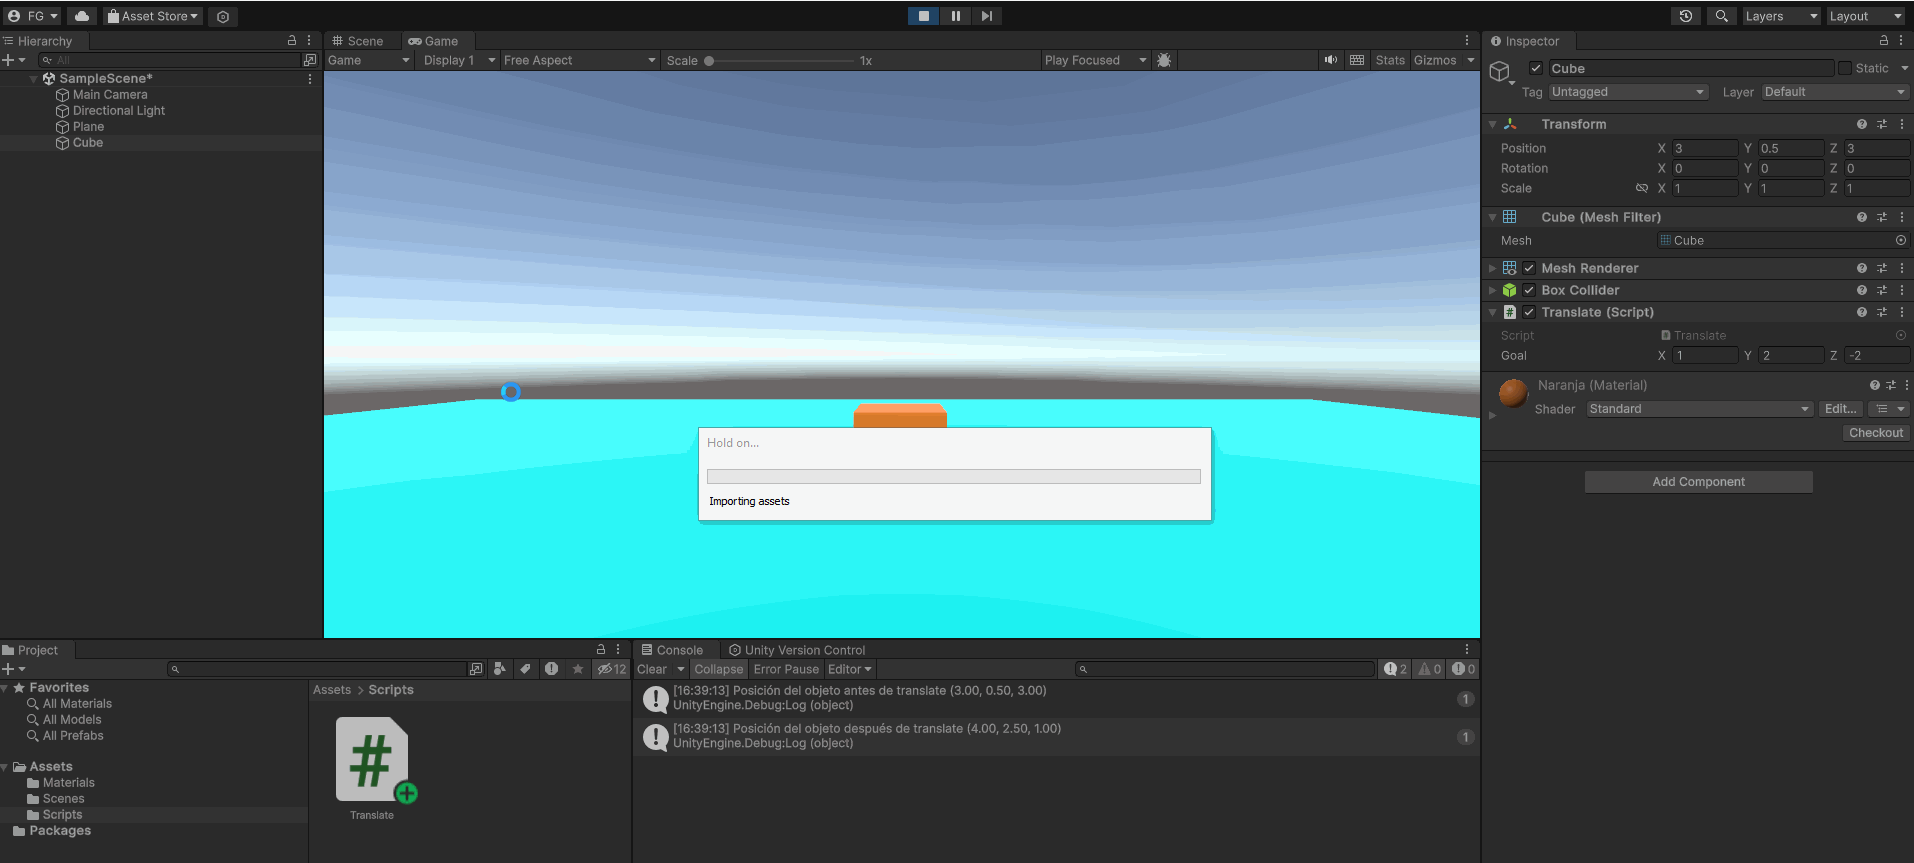 FG
Asset Store
Layers
Layout
Hierarchy
All
SampleScene*
Main Camera
Directional Light
Plane
Cube
Scene
Game
Game
Display 1
Free Aspect
Scale
1x
Play Focused
Stats
Gizmos
Inspector
Cube
Static
Tag
Untagged
Layer
Default
Transform
Position
X 3 Y 0.5 Z 3
Rotation
X 0 Y 0 Z 0
Scale
X 1 Y 1 Z 1
Cube (Mesh Filter)
Mesh
Cube
Mesh Renderer
Box Collider
# Translate (Script)
Script
Translate
Goal
X 1 Y 2 Z -2
Naranja (Material)
Shader
Standard
Edit...
Checkout
Add Component
Hold on...
Importing assets
Project
12
Favorites
All Materials
All Models
All Prefabs
Assets
Materials
Scenes
Scripts
Packages
Assets > Scripts
#
Translate
Console
Unity Version Control
Clear
Collapse
Error Pause
Editor
2
0
0
[16:39:13] Posición del objeto antes de translate (3.00, 0.50, 3.00)
UnityEngine.Debug:Log (object)
1
[16:39:13] Posición del objeto después de translate (4.00, 2.50, 1.00)
UnityEngine.Debug:Log (object)
1